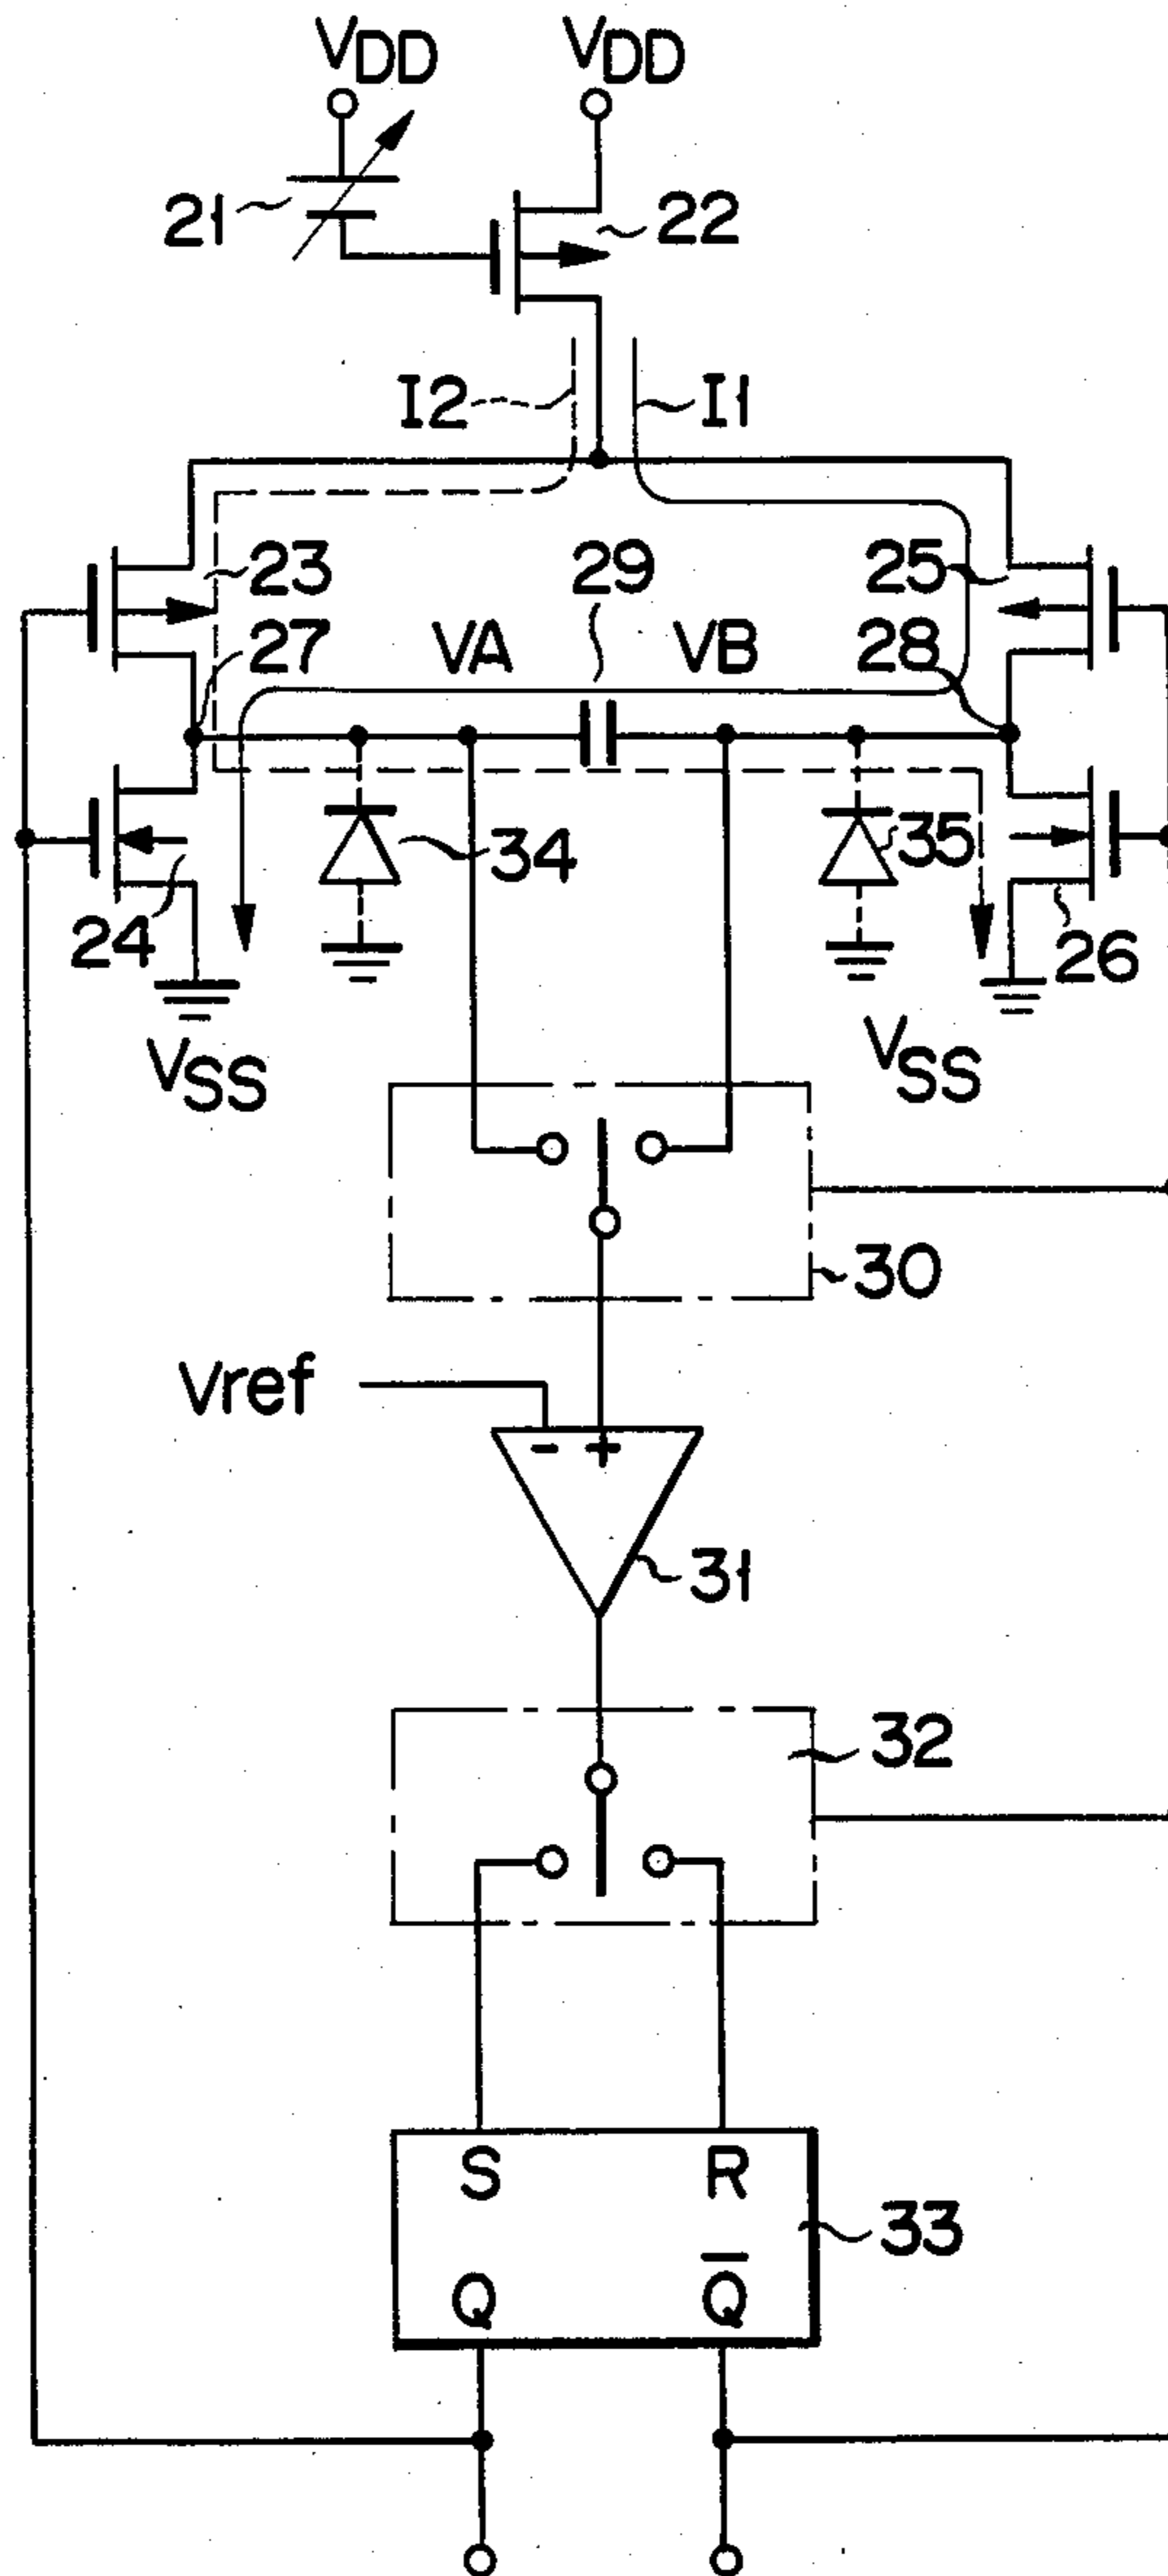 VDD VDD
21 22
I2 I1
23 29 25
27 VA VB 28
34 35
24 26
VSS VSS
30
Vref
- +
31
32
S R
33
Q Q̅